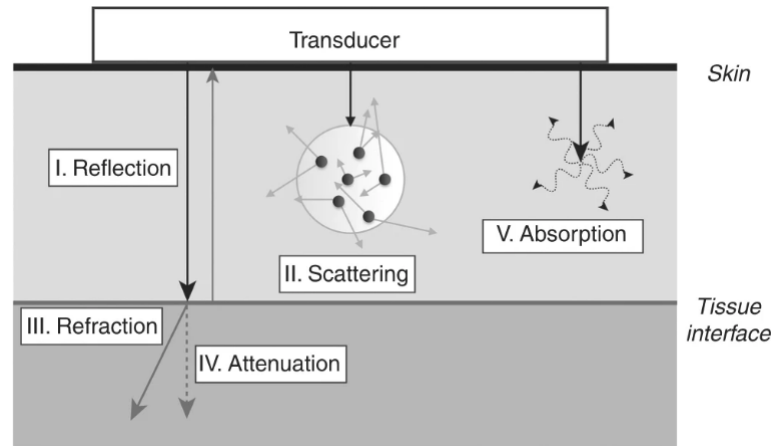 Transducer
Skin
I. Reflection
V. Absorption
II. Scattering
III. Refraction
Tissue
interface
IV. Attenuation